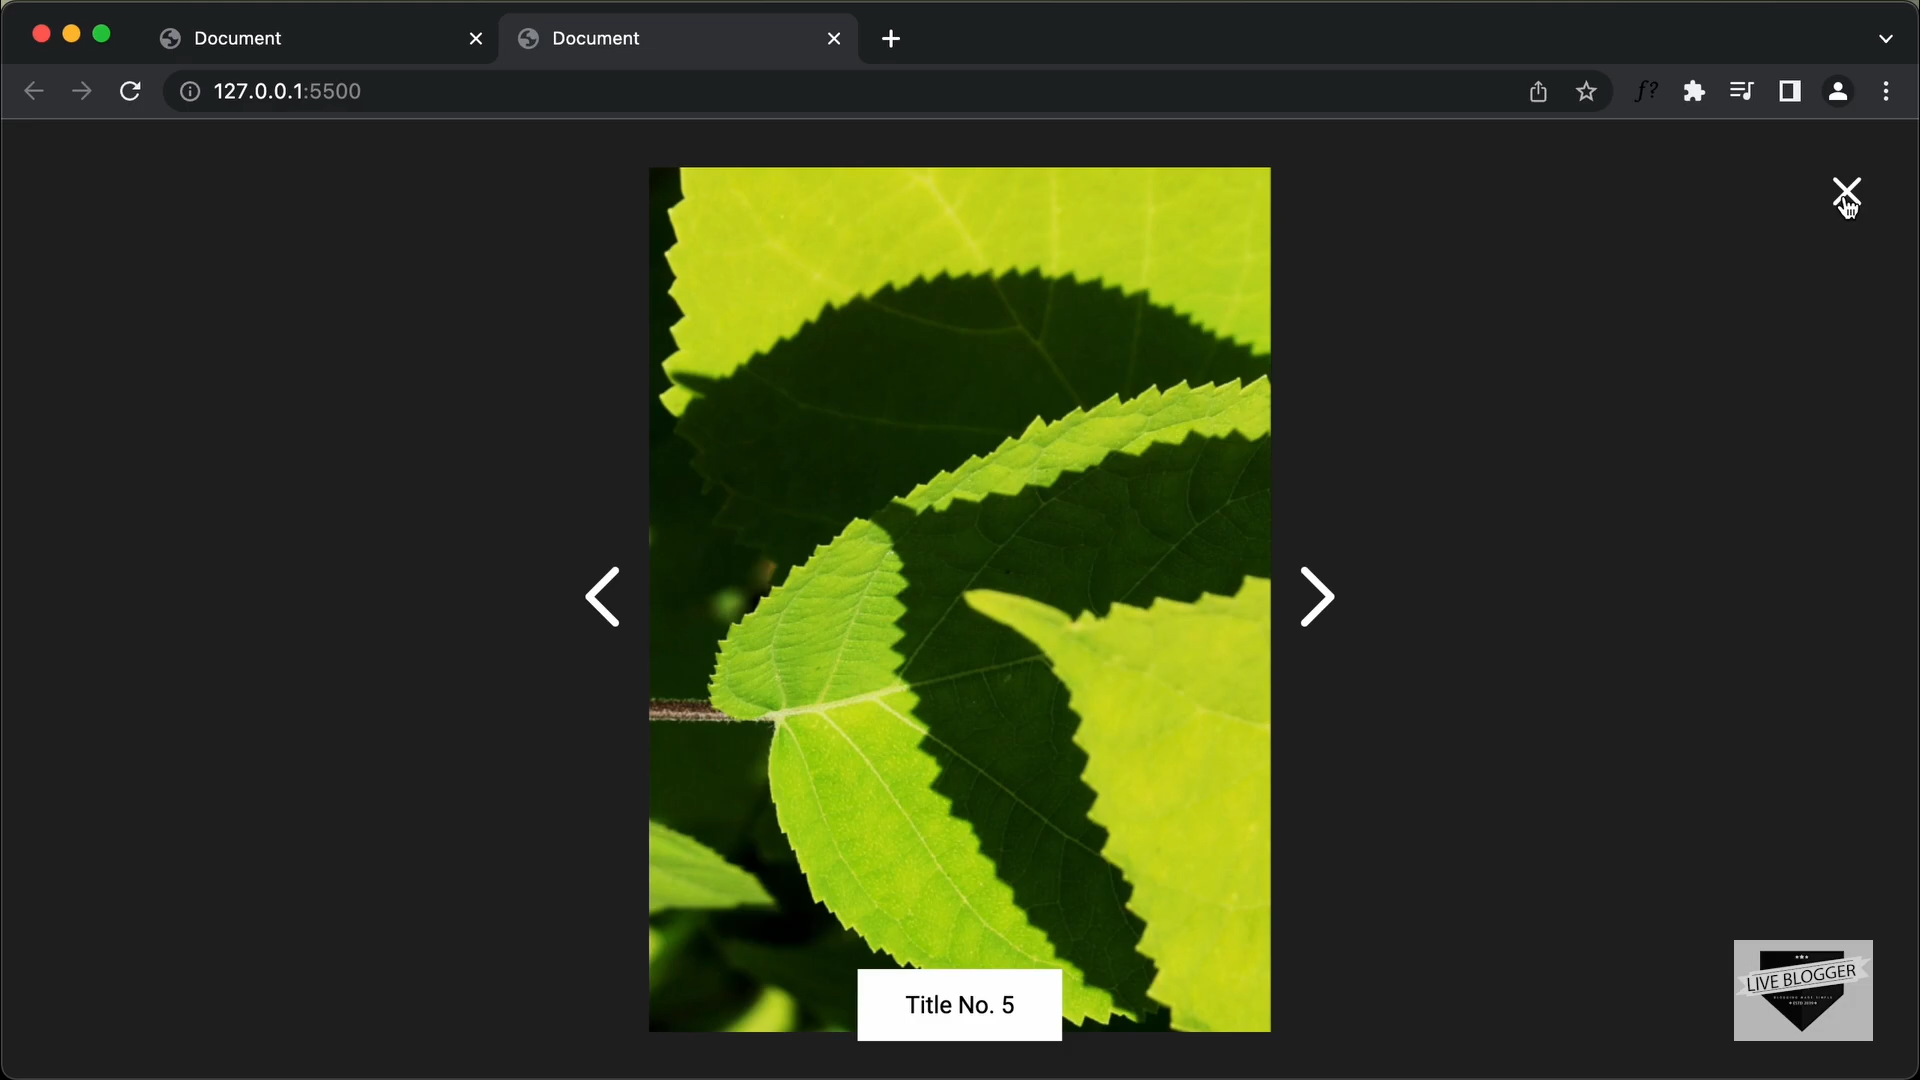 Document
Document
127.0.0.1:5500
f?
Title No. 5
LIVE BLOGGER